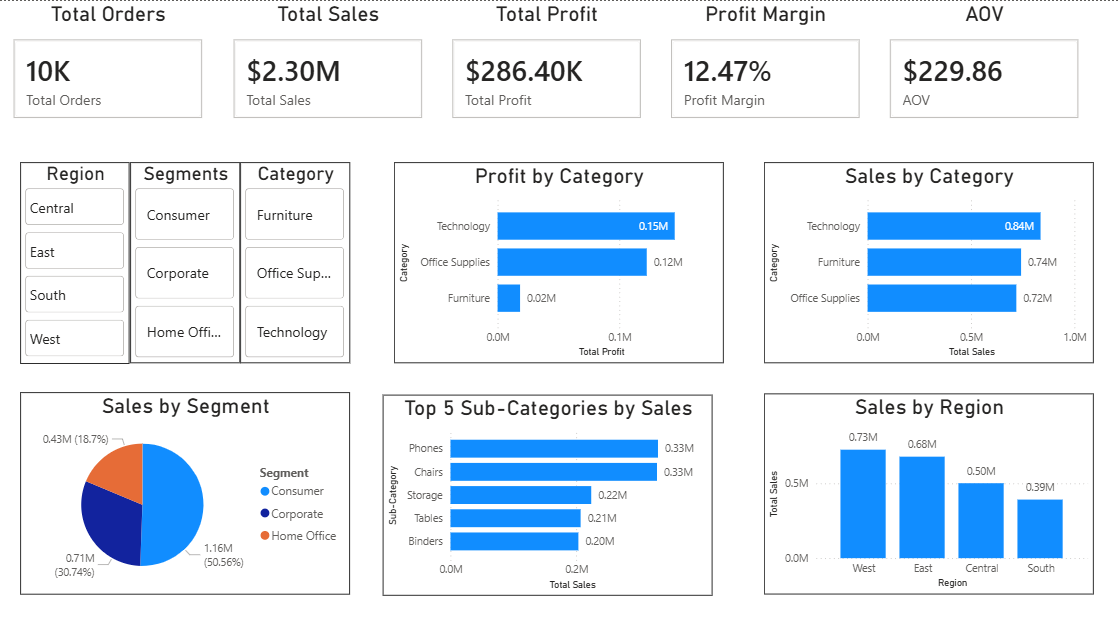 Total Orders
Total Sales
Total Profit
Profit Margin
AOV
10K
Total Orders
$2.30M
Total Sales
$286.40K
Total Profit
12.47%
Profit Margin
$229.86
AOV
Region
Central
East
South
West
Segments
Consumer
Corporate
Home Offi...
Category
Furniture
Office Sup...
Technology
Profit by Category
Category
Technology
0.15M
Office Supplies
0.12M
Furniture
0.02M
0.0M
0.1M
Total Profit
Sales by Category
Category
Technology
0.84M
Furniture
0.74M
Office Supplies
0.72M
0.0M
0.5M
1.0M
Total Sales
Sales by Segment
0.43M (18.7%)
0.71M
(30.74%)
1.16M
(50.56%)
Segment
Consumer
Corporate
Home Office
Top 5 Sub-Categories by Sales
Sub-Category
Phones
0.33M
Chairs
0.33M
Storage
0.22M
Tables
0.21M
Binders
0.20M
0.0M
0.2M
Total Sales
Sales by Region
Total Sales
0.5M
0.0M
0.73M
0.68M
0.50M
0.39M
West
East
Central
South
Region